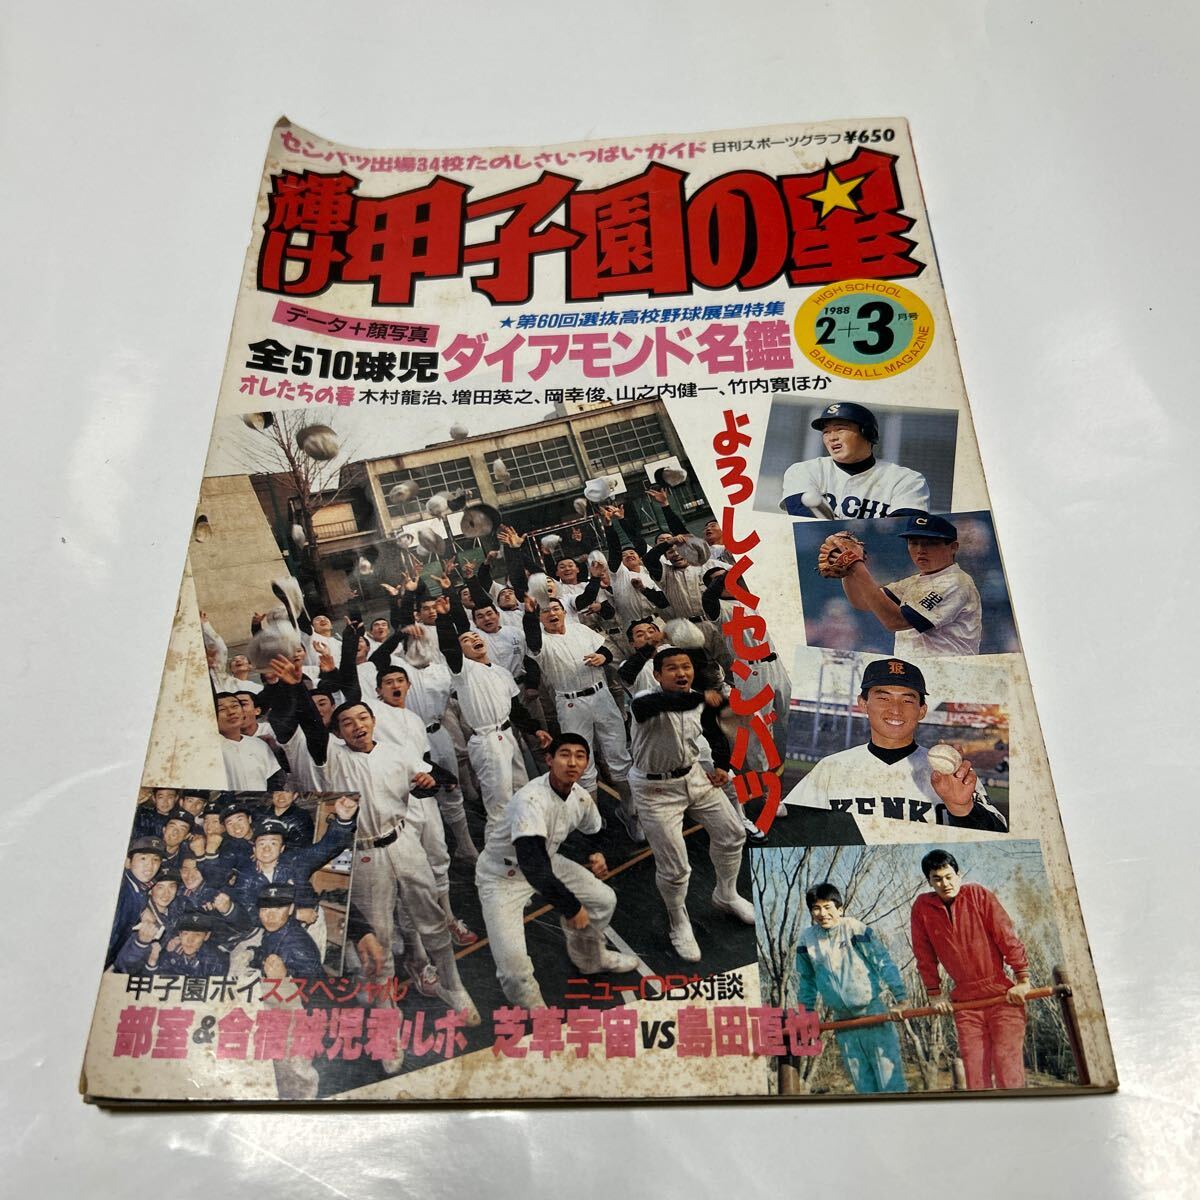 センバツ出場34校たのしさいっぱいガイド
日刊スポーツグラフ¥650
輝け甲子園の星
HIGH SCHOOL
1988
2+3月号
BASEBALL MAGAZINE
★第60回選抜高校野球展望特集
データ+顔写真
全510球児ダイアモンド名鑑
オレたちの春 木村龍治、増田英之、岡幸俊、山之内健一、竹内寛ほか
よろしくセンバツ
S
OCHI
C
K
KENKO
甲子園ボイススペシャル
部室&合宿球児君ルポ
ニューOB対談
芝草宇宙vs島田直也